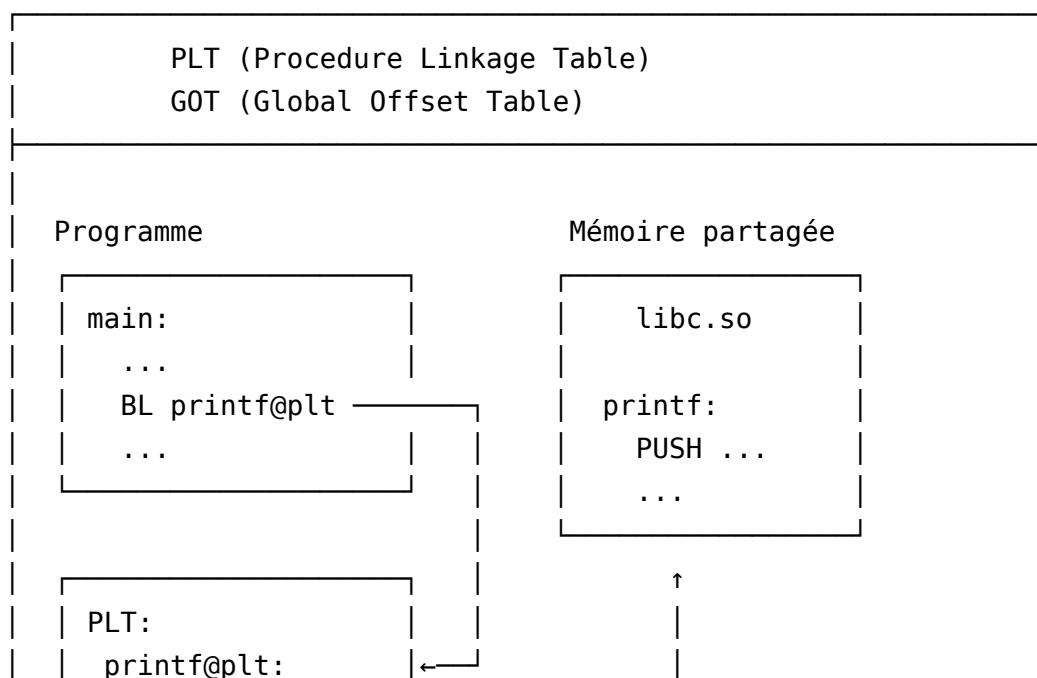 PLT (Procedure Linkage Table)
GOT (Global Offset Table)
Programme Mémoire partagée
main: libc.so
...
BL printf@plt printf:
... PUSH ...
...
PLT:
printf@plt: